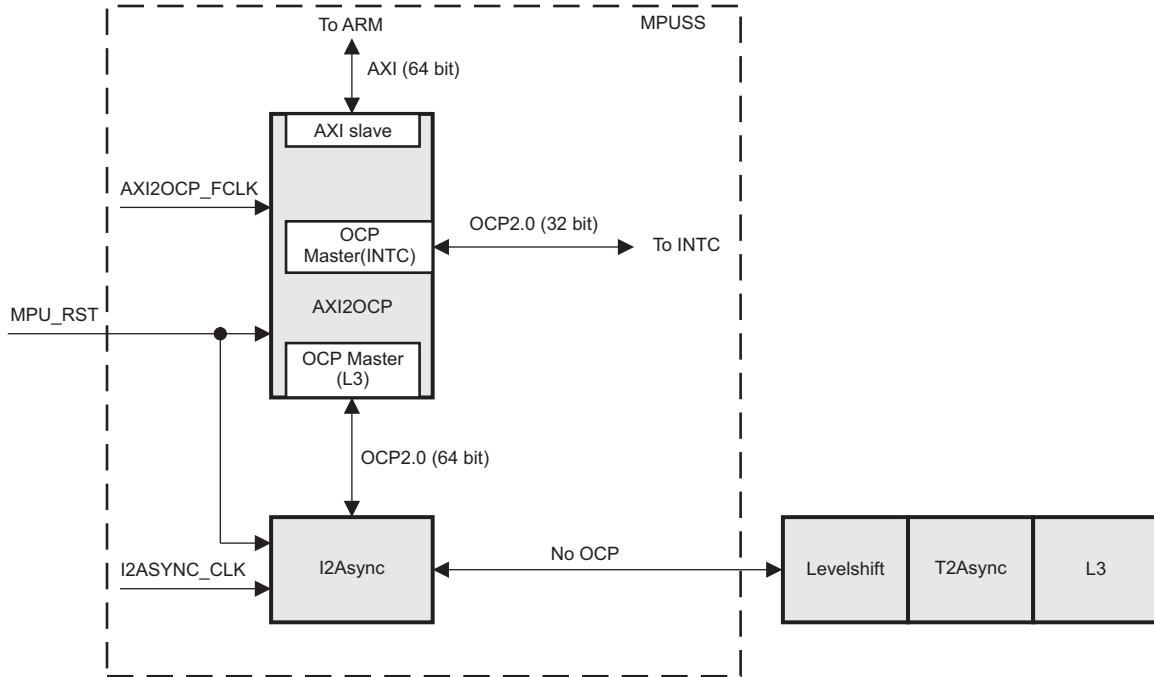 To ARM
MPUSS
AXI (64 bit)
AXI slave
AXI2OCP_FCLK
OCP
Master(INTC)
OCP2.0 (32 bit)
To INTC
AXI2OCP
MPU_RST
OCP Master
(L3)
OCP2.0 (64 bit)
I2ASYNC_CLK
I2Async
No OCP
Levelshift
T2Async
L3